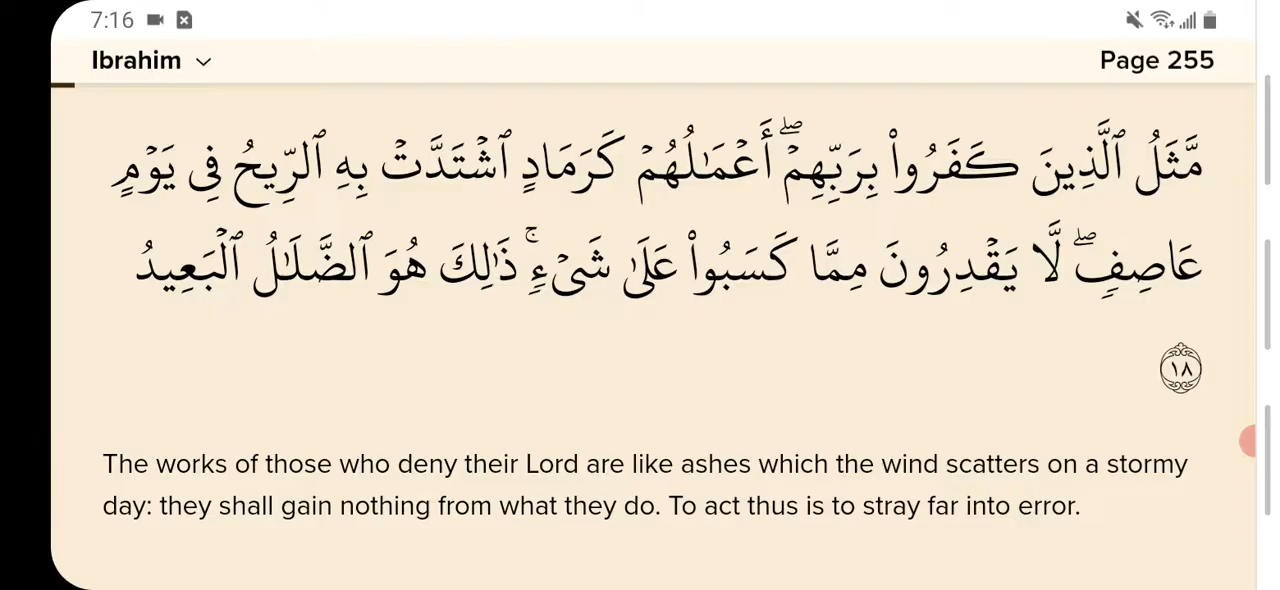 7:16
Ibrahim
Page 255
مَّثَلُ ٱلَّذِينَ كَفَرُوا۟ بِرَبِّهِمْ ۖ أَعْمَـٰلُهُمْ كَرَمَادٍ ٱشْتَدَّتْ بِهِ ٱلرِّيحُ فِى يَوْمٍ
عَاصِفٍۢ ۖ لَّا يَقْدِرُونَ مِمَّا كَسَبُوا۟ عَلَىٰ شَىْءٍۢ ۚ ذَٰلِكَ هُوَ ٱلضَّلَـٰلُ ٱلْبَعِيدُ
١٨
The works of those who deny their Lord are like ashes which the wind scatters on a stormy
day: they shall gain nothing from what they do. To act thus is to stray far into error.